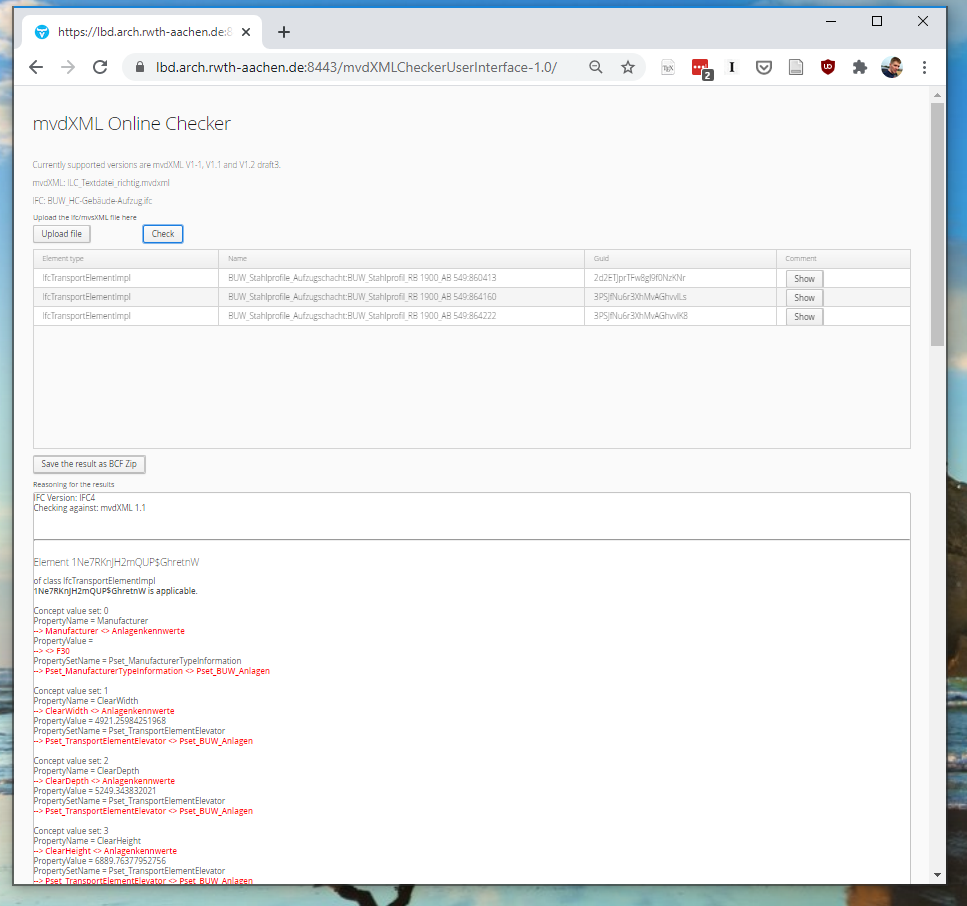 https://lbd.arch.rwth-aachen.de:8
lbd.arch.rwth-aachen.de:8443/mvdXMLCheckerUserInterface-1.0/
2
mvdXML Online Checker
Currently supported versions are mvdXML V1-1, V1.1 and V1.2 draft3.
mvdXML: ILC_Textdatei_richtig.mvdxml
IFC: BUW_HC-Gebäude-Aufzug.ifc
Upload the ifc/mvsXML file here
Upload file Check
Element type Name Guid Comment
IfcTransportElementImpl BUW_Stahlprofile_Aufzugschacht:BUW_Stahlprofil_RB 1900_AB 549:860413 2d2ETJprTFw8gI9f0NzKNr Show
IfcTransportElementImpl BUW_Stahlprofile_Aufzugschacht:BUW_Stahlprofil_RB 1900_AB 549:864160 3PSJfNu6r3XhMvAGhvvILs Show
IfcTransportElementImpl BUW_Stahlprofile_Aufzugschacht:BUW_Stahlprofil_RB 1900_AB 549:864222 3PSJfNu6r3XhMvAGhvvIK8 Show
Save the result as BCF Zip
Reasoning for the results
IFC Version: IFC4
Checking against: mvdXML 1.1
Element 1Ne7RKnJH2mQUP$GhretnW
of class IfcTransportElementImpl
1Ne7RKnJH2mQUP$GhretnW is applicable.
Concept value set: 0
PropertyName = Manufacturer
--> Manufacturer <> Anlagenkennwerte
PropertyValue =
--> <> F30
PropertySetName = Pset_ManufacturerTypeInformation
--> Pset_ManufacturerTypeInformation <> Pset_BUW_Anlagen
Concept value set: 1
PropertyName = ClearWidth
--> ClearWidth <> Anlagenkennwerte
PropertyValue = 4921.25984251968
PropertySetName = Pset_TransportElementElevator
--> Pset_TransportElementElevator <> Pset_BUW_Anlagen
Concept value set: 2
PropertyName = ClearDepth
--> ClearDepth <> Anlagenkennwerte
PropertyValue = 5249.343832021
PropertySetName = Pset_TransportElementElevator
--> Pset_TransportElementElevator <> Pset_BUW_Anlagen
Concept value set: 3
PropertyName = ClearHeight
--> ClearHeight <> Anlagenkennwerte
PropertyValue = 6889.76377952756
PropertySetName = Pset_TransportElementElevator
--> Pset_TransportElementElevator <> Pset_BUW_Anlagen